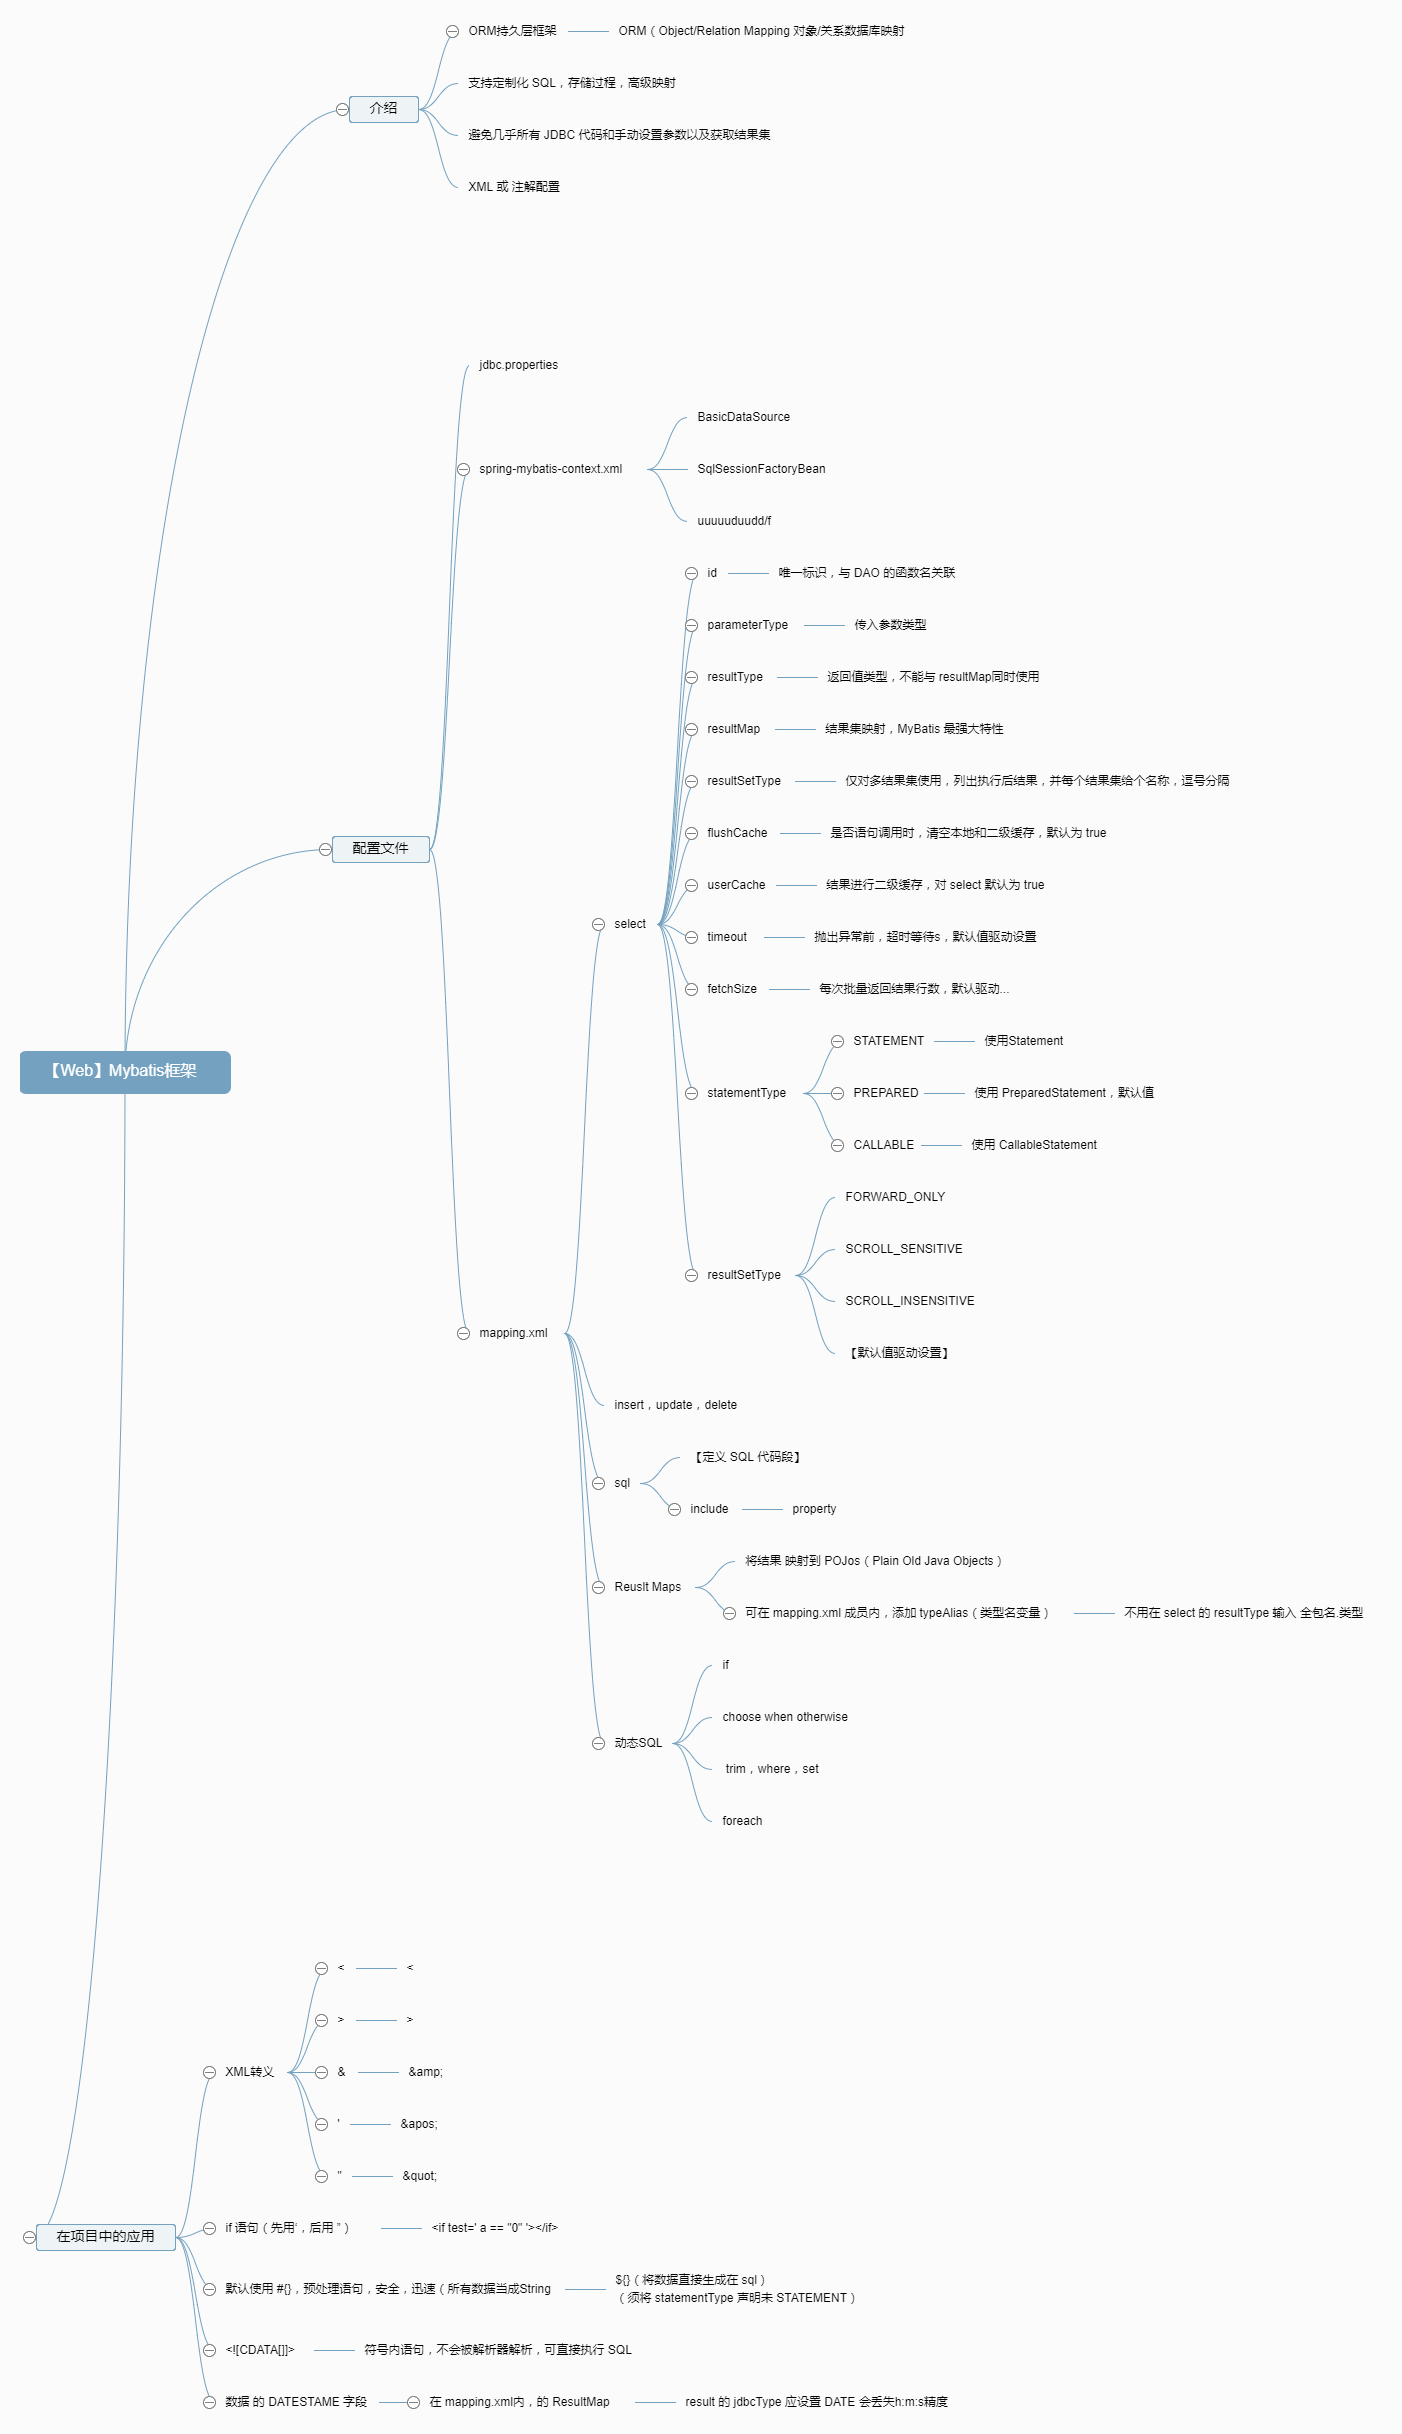 【Web】Mybatis框架
介绍
ORM持久层框架
ORM（Object/Relation Mapping 对象/关系数据库映射
支持定制化 SQL，存储过程，高级映射
避免几乎所有 JDBC 代码和手动设置参数以及获取结果集
XML 或 注解配置
配置文件
jdbc.properties
spring-mybatis-context.xml
BasicDataSource
SqlSessionFactoryBean
uuuuuduudd/f
mapping.xml
select
id
唯一标识，与 DAO 的函数名关联
parameterType
传入参数类型
resultType
返回值类型，不能与 resultMap同时使用
resultMap
结果集映射，MyBatis 最强大特性
resultSetType
仅对多结果集使用，列出执行后结果，并每个结果集给个名称，逗号分隔
flushCache
是否语句调用时，清空本地和二级缓存，默认为 true
userCache
结果进行二级缓存，对 select 默认为 true
timeout
抛出异常前，超时等待s，默认值驱动设置
fetchSize
每次批量返回结果行数，默认驱动...
statementType
STATEMENT
使用Statement
PREPARED
使用 PreparedStatement，默认值
CALLABLE
使用 CallableStatement
resultSetType
FORWARD_ONLY
SCROLL_SENSITIVE
SCROLL_INSENSITIVE
【默认值驱动设置】
insert，update，delete
sql
【定义 SQL 代码段】
include
property
Reuslt Maps
将结果 映射到 POJos（Plain Old Java Objects）
可在 mapping.xml 成员内，添加 typeAlias（类型名变量）
不用在 select 的 resultType 输入 全包名.类型
动态SQL
if
choose when otherwise
trim，where，set
foreach
在项目中的应用
XML转义
<
<
>
>
&
&amp;
'
&apos;
"
&quot;
if 语句（先用‘，后用 ”）
<if test=' a == "0" '></if>
默认使用 #{}，预处理语句，安全，迅速（所有数据当成String
${}（将数据直接生成在 sql）
（须将 statementType 声明未 STATEMENT）
<![CDATA[]]>
符号内语句，不会被解析器解析，可直接执行 SQL
数据 的 DATESTAME 字段
在 mapping.xml内，的 ResultMap
result 的 jdbcType 应设置 DATE 会丢失h:m:s精度